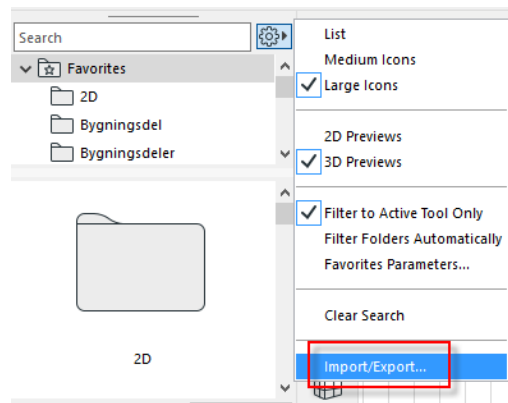 Search
Favorites
2D
Bygningsdel
Bygningsdeler
2D
List
Medium Icons
Large Icons
2D Previews
3D Previews
Filter to Active Tool Only
Filter Folders Automatically
Favorites Parameters...
Clear Search
Import/Export...